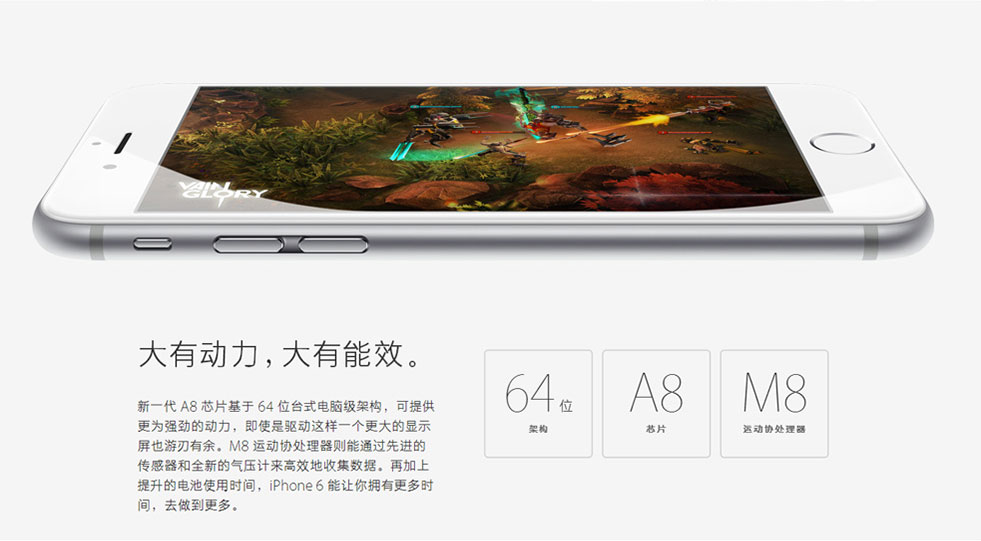 VAIN
GLORY
大有动力，大有能效。
新一代 A8 芯片基于 64 位台式电脑级架构，可提供
更为强劲的动力，即使是驱动这样一个更大的显示
屏也游刃有余。M8 运动协处理器则能通过先进的
传感器和全新的气压计来高效地收集数据。再加上
提升的电池使用时间，iPhone 6 能让你拥有更多时
间，去做到更多。
64位
架构
A8
芯片
M8
运动协处理器